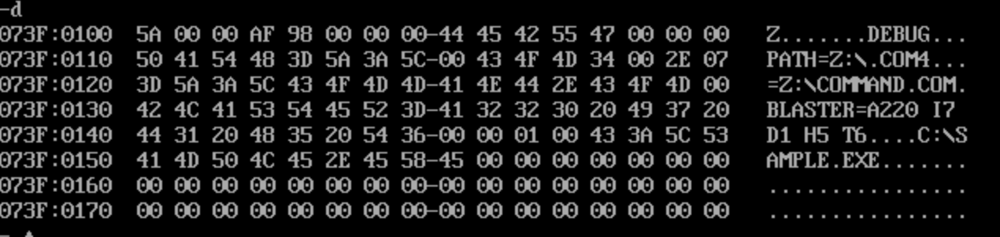 -d
073F:0100  5A 00 00 AF 98 00 00 00-44 45 42 55 47 00 00 00   Z.......DEBUG...
073F:0110  50 41 54 48 3D 5A 3A 5C-00 43 4F 4D 34 00 2E 07   PATH=Z:\.COM4...
073F:0120  3D 5A 3A 5C 43 4F 4D 4D-41 4E 44 2E 43 4F 4D 00   =Z:\COMMAND.COM.
073F:0130  42 4C 41 53 54 45 52 3D-41 32 32 30 20 49 37 20   BLASTER=A220 I7
073F:0140  44 31 20 48 35 20 54 36-00 00 01 00 43 3A 5C 53   D1 H5 T6....C:\S
073F:0150  41 4D 50 4C 45 2E 45 58-45 00 00 00 00 00 00 00   AMPLE.EXE.......
073F:0160  00 00 00 00 00 00 00 00-00 00 00 00 00 00 00 00   ................
073F:0170  00 00 00 00 00 00 00 00-00 00 00 00 00 00 00 00   ................